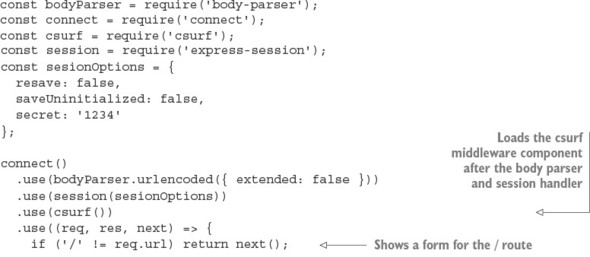 const bodyParser = require('body-parser');
const connect = require('connect');
const csurf = require('csurf');
const session = require('express-session');
const sesionOptions = {
  resave: false,
  saveUninitialized: false,
  secret: '1234'
};
Loads the csurf
middleware component
after the body parser
and session handler
connect()
  .use(bodyParser.urlencoded({ extended: false }))
  .use(session(sesionOptions))
  .use(csurf())
  .use((req, res, next) => {
    if ('/' != req.url) return next();
Shows a form for the / route